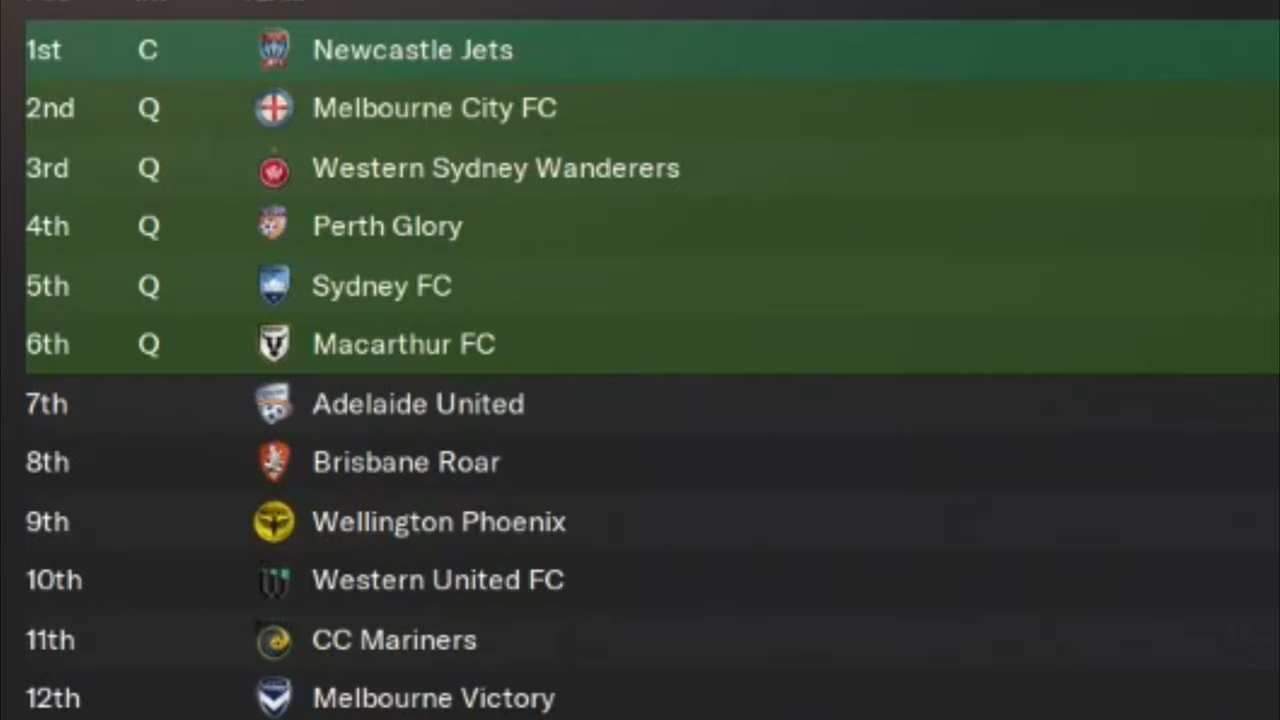 1st C Newcastle Jets
2nd Q Melbourne City FC
3rd Q Western Sydney Wanderers
4th Q Perth Glory
5th Q Sydney FC
6th Q Macarthur FC
7th Adelaide United
8th Brisbane Roar
9th Wellington Phoenix
10th Western United FC
11th CC Mariners
12th Melbourne Victory